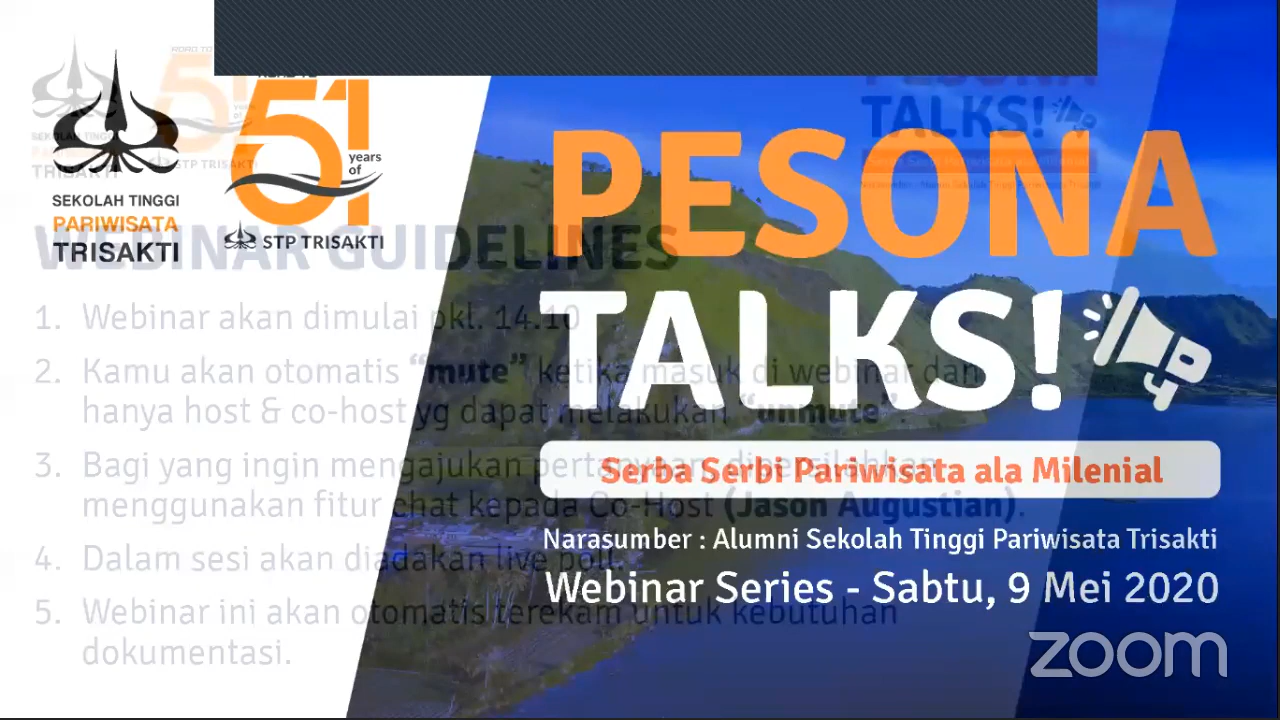 SEKOLAH TINGGI
PARIWISATA
TRISAKTI
51
years
of
STP TRISAKTI
PESONA
TALKS!
Serba Serbi Pariwisata ala Milenial
Narasumber : Alumni Sekolah Tinggi Pariwisata Trisakti
Webinar Series - Sabtu, 9 Mei 2020
zoom
WEBINAR GUIDELINES
1. Webinar akan dimulai pkl. 14.10
2. Kamu akan otomatis “mute” ketika masuk di webinar dan
hanya host & co-host yg dapat melakukan “unmute”.
3. Bagi yang ingin mengajukan pertanyaan, dipersilahkan
menggunakan fitur chat kepada Co-Host (Jason Augustian).
4. Dalam sesi akan diadakan live poll.
5. Webinar ini akan otomatis terekam untuk kebutuhan
dokumentasi.
PESONA
TALKS!
STP TRISAKTI